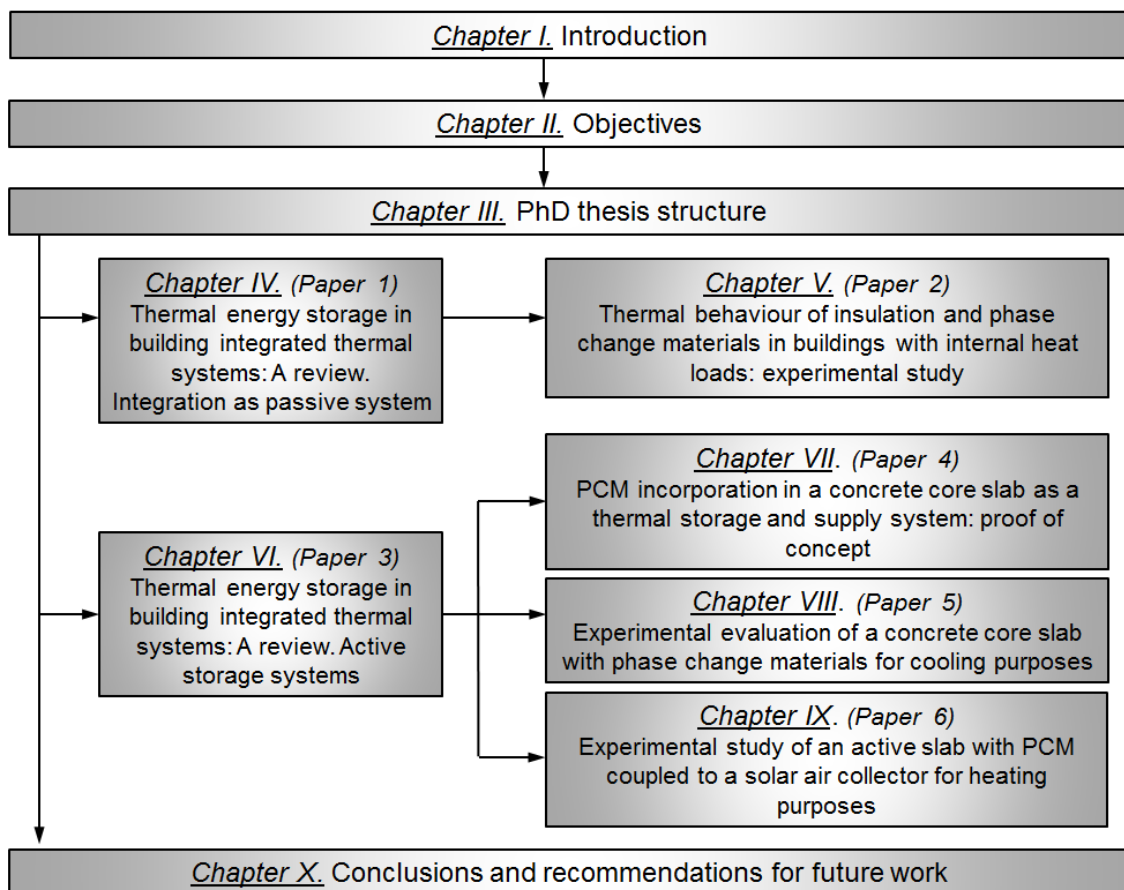 Chapter I. Introduction
Chapter II. Objectives
Chapter III. PhD thesis structure
Chapter IV. (Paper 1)
Thermal energy storage in
building integrated thermal
systems: A review.
Integration as passive system
Chapter V. (Paper 2)
Thermal behaviour of insulation and phase
change materials in buildings with internal heat
loads: experimental study
Chapter VI. (Paper 3)
Thermal energy storage in
building integrated thermal
systems: A review. Active
storage systems
Chapter VII. (Paper 4)
PCM incorporation in a concrete core slab as a
thermal storage and supply system: proof of
concept
Chapter VIII. (Paper 5)
Experimental evaluation of a concrete core slab
with phase change materials for cooling purposes
Chapter IX. (Paper 6)
Experimental study of an active slab with PCM
coupled to a solar air collector for heating
purposes
Chapter X. Conclusions and recommendations for future work